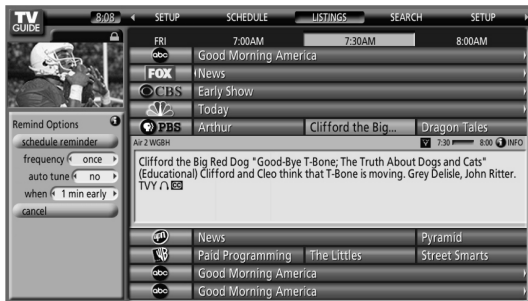 TV GUIDE 8:08 SETUP SCHEDULE LISTINGS SEARCH SETUP
FRI 7:00AM 7:30AM 8:00AM
abc Good Morning America
FOX News
CBS Early Show
Today
PBS Arthur Clifford the Big... Dragon Tales
Air 2 WGBH 7:30 8:00 INFO
Clifford the Big Red Dog "Good-Bye T-Bone; The Truth About Dogs and Cats"
(Educational) Clifford and Cleo think that T-Bone is moving. Grey Delisle, John Ritter.
TVY CC
Remind Options
schedule reminder
frequency once
auto tune no
when 1 min early
cancel
News Pyramid
WB Paid Programming The Littles Street Smarts
abc Good Morning America
abc Good Morning America